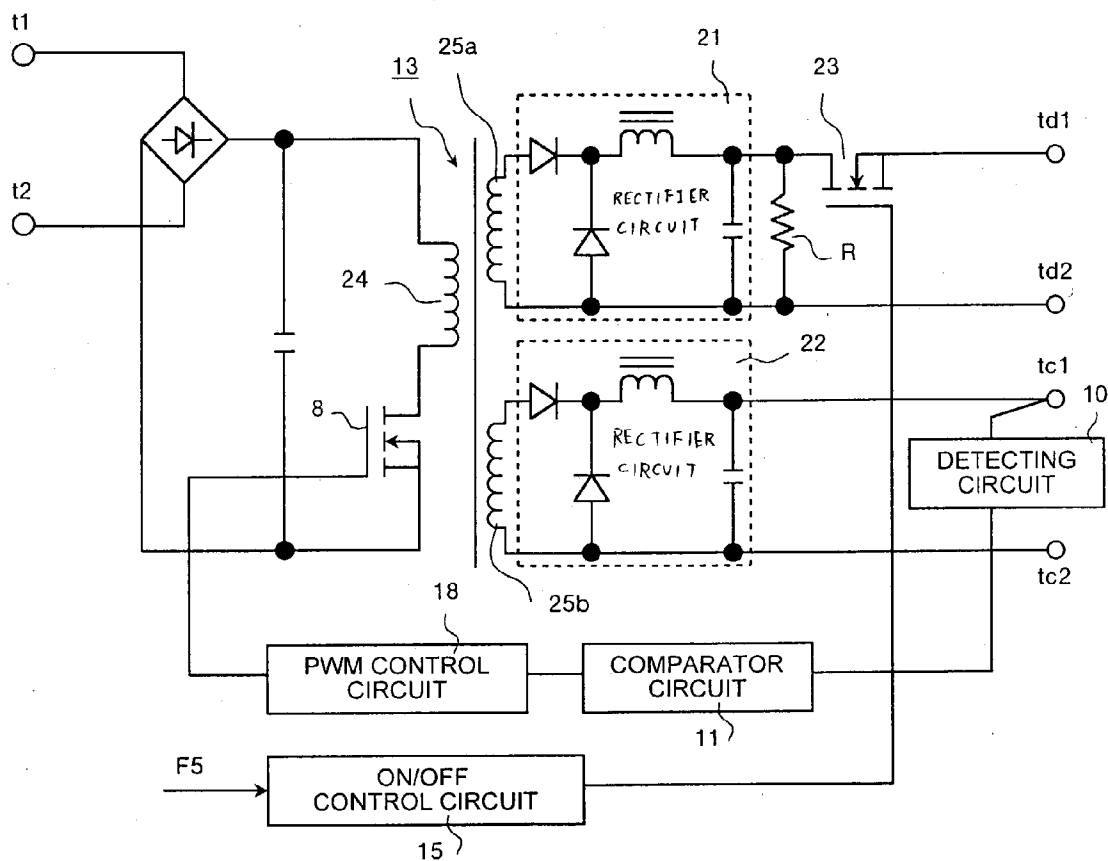 t1
25a
21
13
23
td1
t2
RECTIFIER
CIRCUIT
R
24
td2
22
tc1
10
8
RECTIFIER
CIRCUIT
DETECTING
CIRCUIT
tc2
25b
18
PWM CONTROL
CIRCUIT
COMPARATOR
CIRCUIT
11
F5
ON/OFF
CONTROL CIRCUIT
15